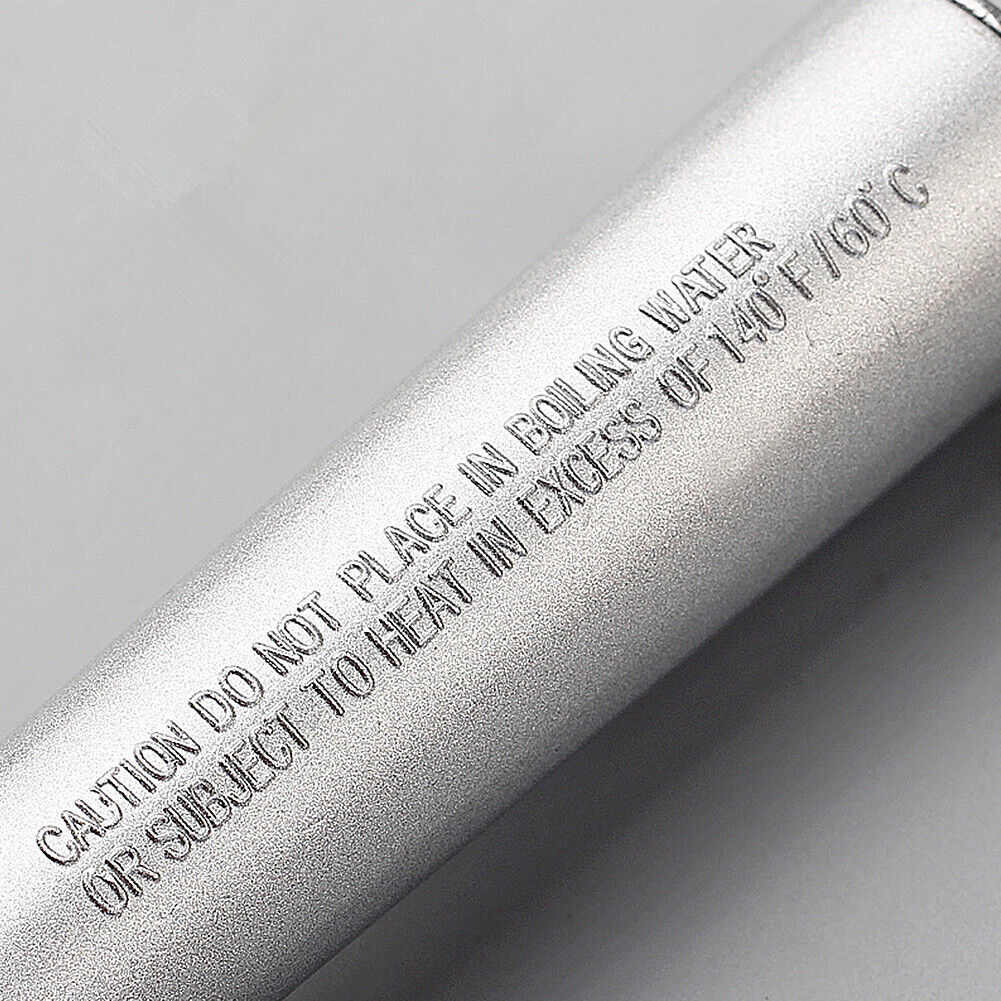 CAUTION DO NOT PLACE IN BOILING WATER
OR SUBJECT TO HEAT IN EXCESS OF 140°F/60°C